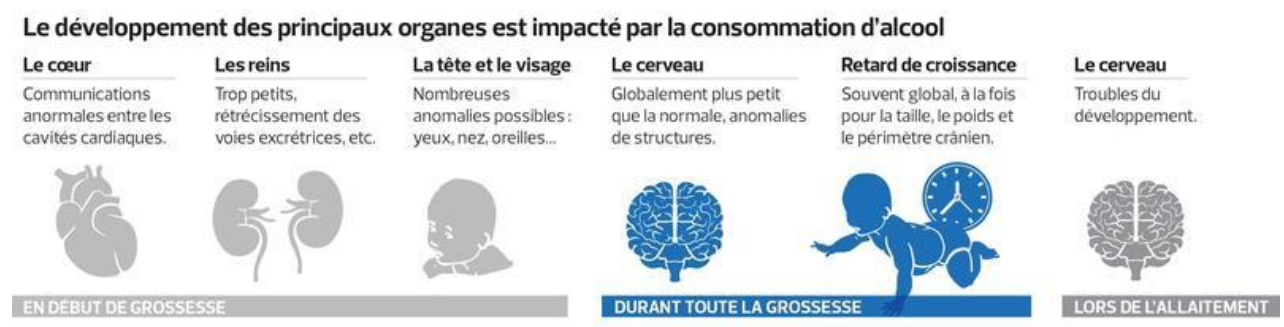 Le développement des principaux organes est impacté par la consommation d'alcool
Le cœur
Communications
anormales entre les
cavités cardiaques.
Les reins
Trop petits,
rétrécissement des
voies excrétrices, etc.
La tête et le visage
Nombreuses
anomalies possibles :
yeux, nez, oreilles...
Le cerveau
Globalement plus petit
que la normale, anomalies
de structures.
Retard de croissance
Souvent global, à la fois
pour la taille, le poids et
le périmètre crânien.
Le cerveau
Troubles du
développement.
EN DÉBUT DE GROSSESSE
DURANT TOUTE LA GROSSESSE
LORS DE L'ALLAITEMENT